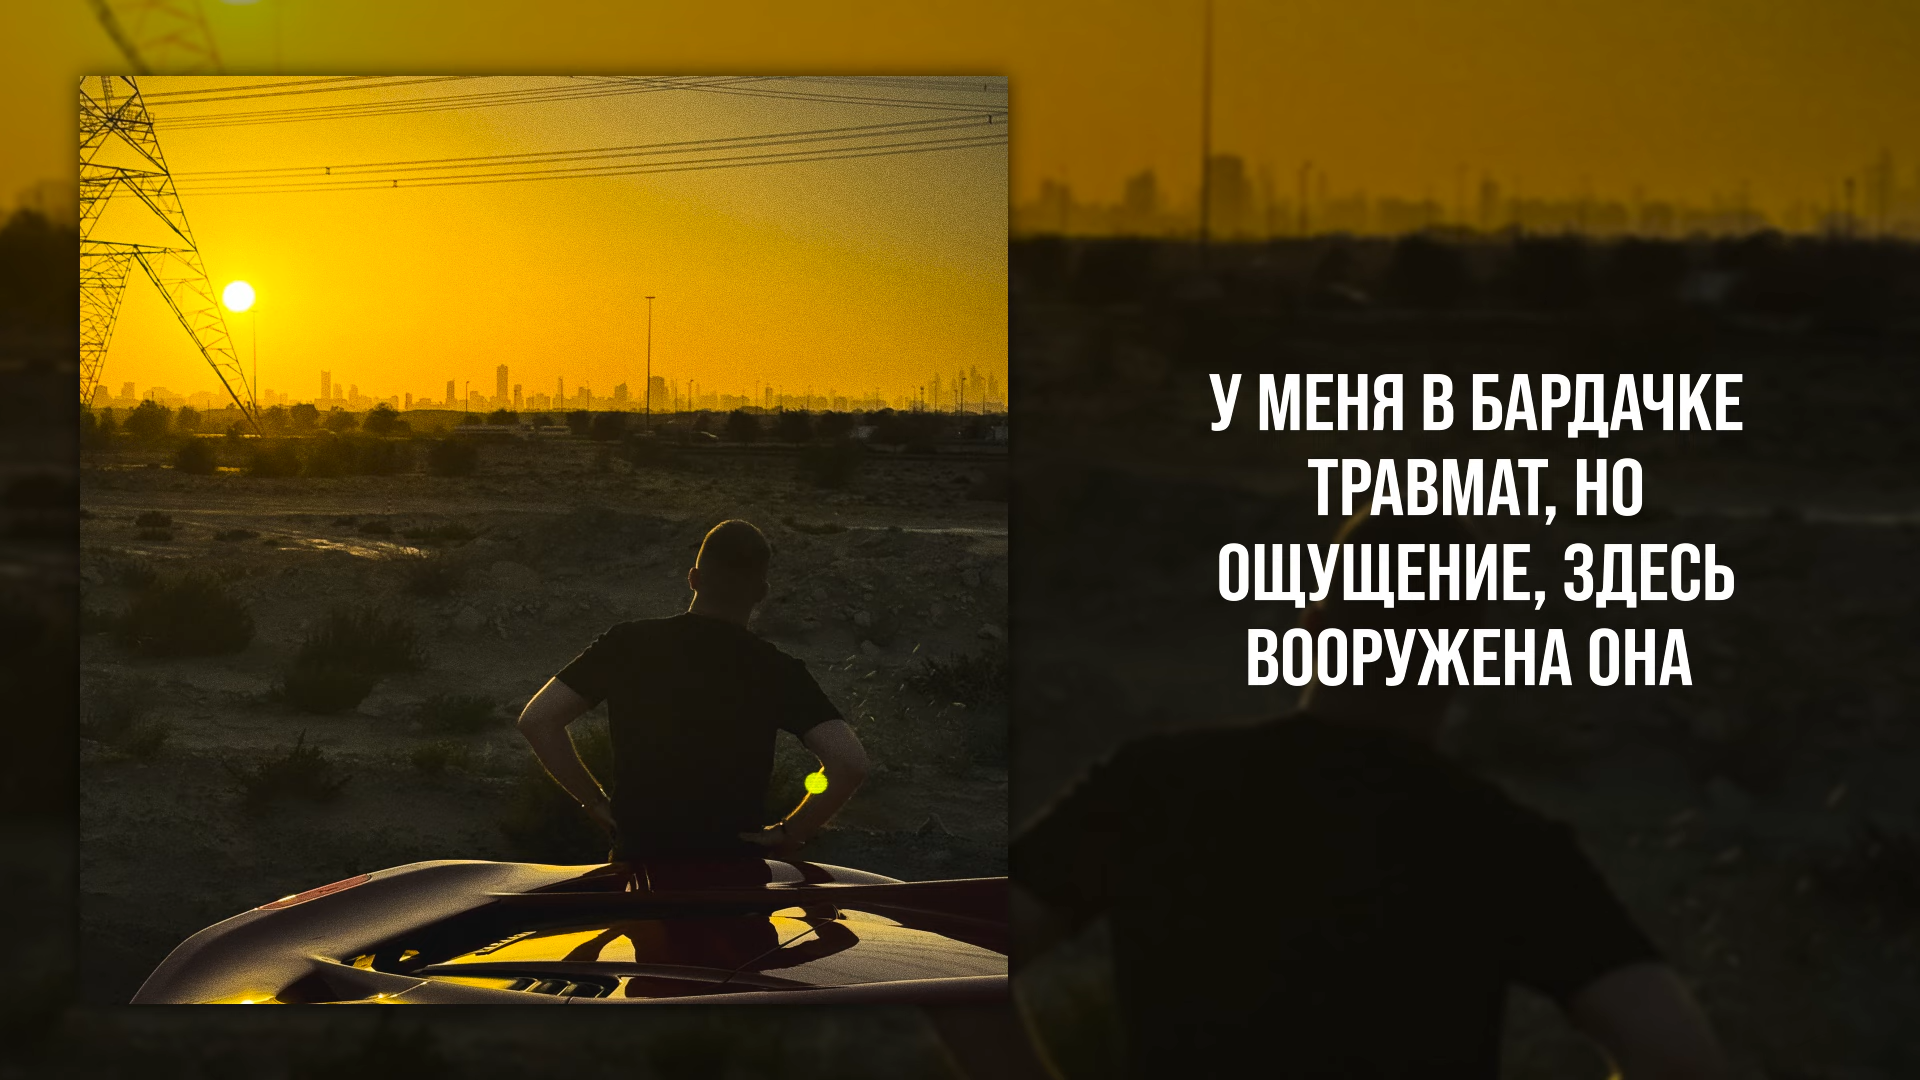 У МЕНЯ В БАРДАЧКЕ
ТРАВМАТ, НО
ОЩУЩЕНИЕ, ЗДЕСЬ
ВООРУЖЕНА ОНА